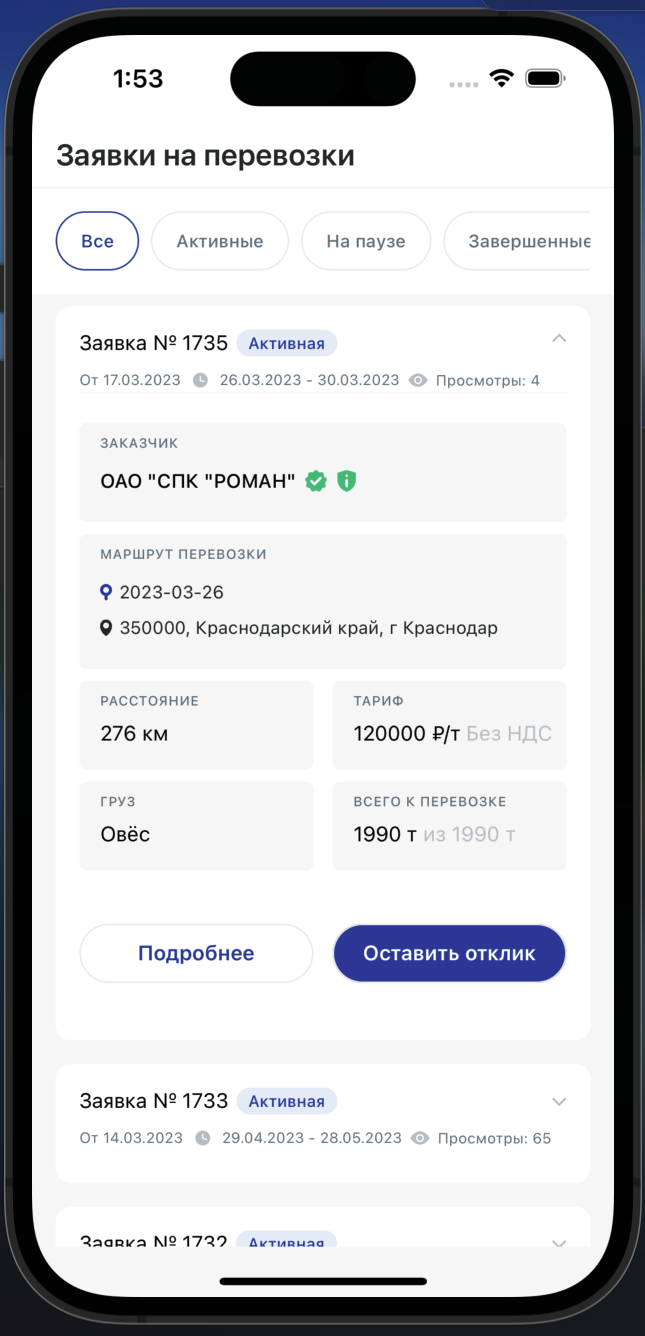 1:53
Заявки на перевозки
Все Активные На паузе Завершенные
Заявка № 1735 Активная
От 17.03.2023 26.03.2023 - 30.03.2023 Просмотры: 4
ЗАКАЗЧИК
ОАО "СПК "РОМАН"
МАРШРУТ ПЕРЕВОЗКИ
2023-03-26
350000, Краснодарский край, г Краснодар
РАССТОЯНИЕ ТАРИФ
276 км 120000 ₽/т Без НДС
ГРУЗ ВСЕГО К ПЕРЕВОЗКЕ
Овёс 1990 т из 1990 т
Подробнее Оставить отклик
Заявка № 1733 Активная
От 14.03.2023 29.04.2023 - 28.05.2023 Просмотры: 65
Заявка № 1732 Активная